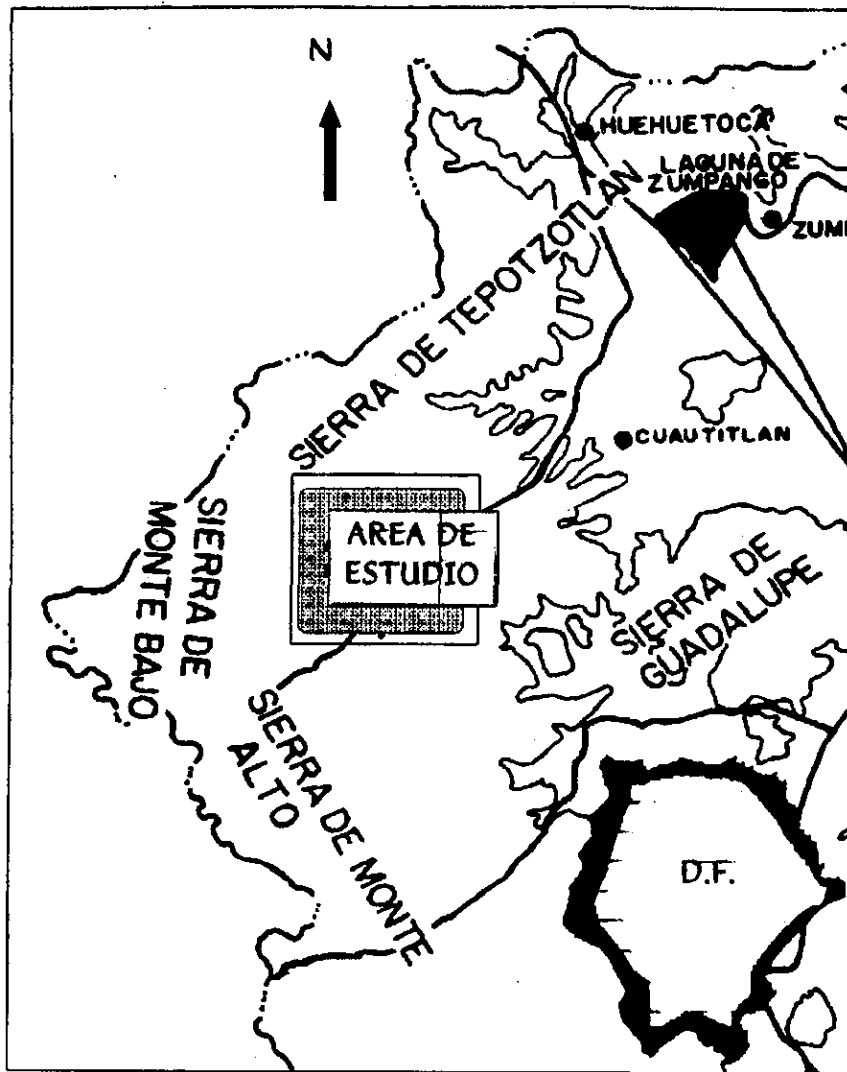 N
HUEHUETOCA
LAGUNA DE
ZUMPANGO
SIERRA DE TEPOTZOTLAN
CUAUTITLAN
AREA DE
ESTUDIO
SIERRA DE
MONTE BAJO
SIERRA DE
GUADALUPE
SIERRA DE MONTE
ALTO
D.F.